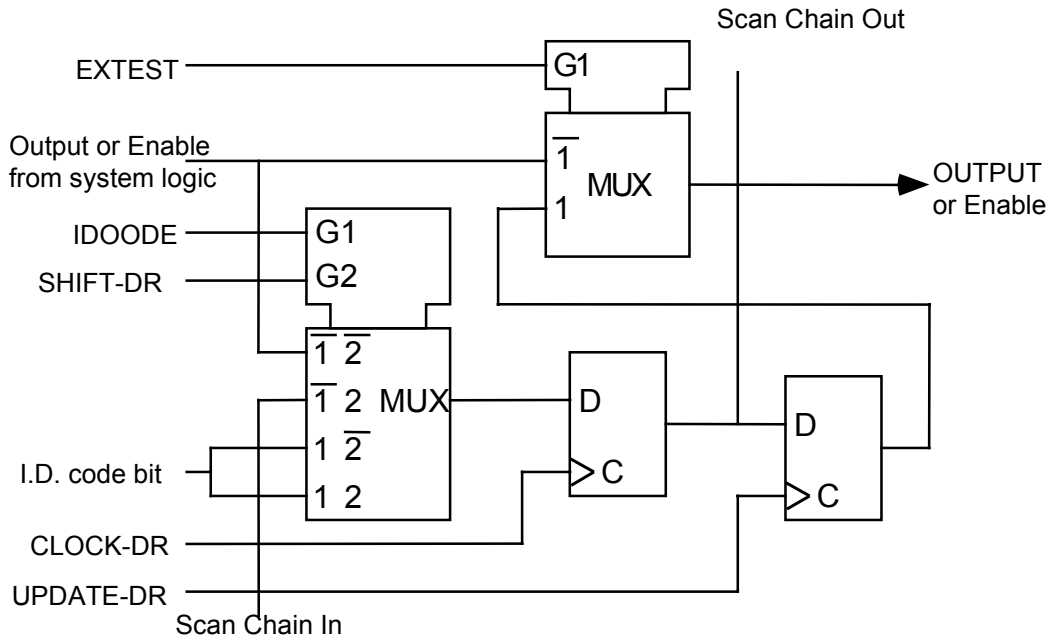 Scan Chain Out
EXTEST
G1
Output or Enable
from system logic
1̅
MUX
1
OUTPUT
or Enable
IDOODE
G1
SHIFT-DR
G2
1̅ 2̅
1̅ 2 MUX
1 2̅
1 2
D
C
D
C
I.D. code bit
CLOCK-DR
UPDATE-DR
Scan Chain In